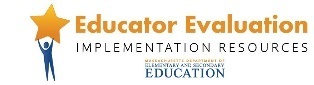 Educator Evaluation
IMPLEMENTATION RESOURCES
MASSACHUSETTS DEPARTMENT OF
ELEMENTARY AND SECONDARY
EDUCATION